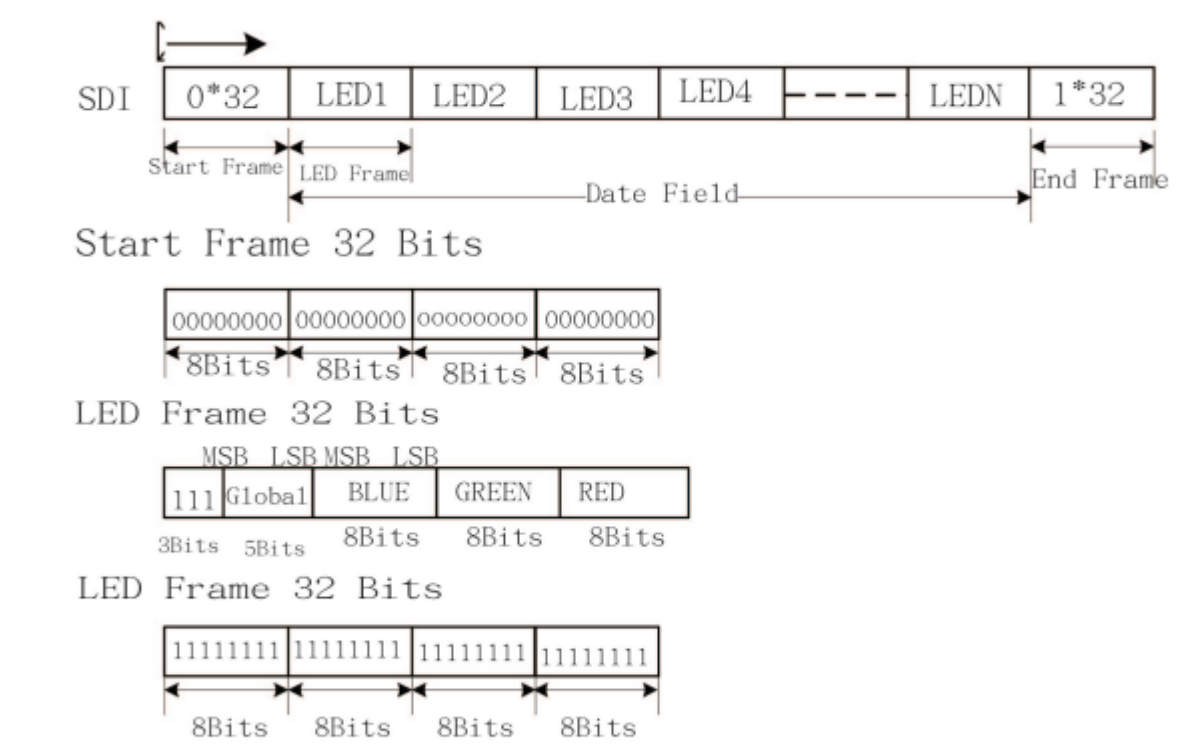 SDI 0*32 LED1 LED2 LED3 LED4 LEDN 1*32
Start Frame LED Frame Date Field End Frame
Start Frame 32 Bits
00000000 00000000 00000000 00000000
8Bits 8Bits 8Bits 8Bits
LED Frame 32 Bits
MSB LSB MSB LSB
111 Global BLUE GREEN RED
3Bits 5Bits 8Bits 8Bits 8Bits
LED Frame 32 Bits
11111111 11111111 11111111 11111111
8Bits 8Bits 8Bits 8Bits